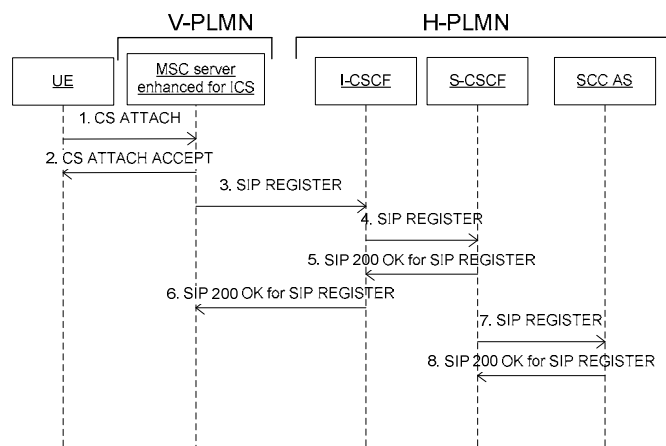 V-PLMN
H-PLMN
UE
MSC server
enhanced for ICS
I-CSCF
S-CSCF
SCC AS
1. CS ATTACH
2. CS ATTACH ACCEPT
3. SIP REGISTER
4. SIP REGISTER
5. SIP 200 OK for SIP REGISTER
6. SIP 200 OK for SIP REGISTER
7. SIP REGISTER
8. SIP 200 OK for SIP REGISTER